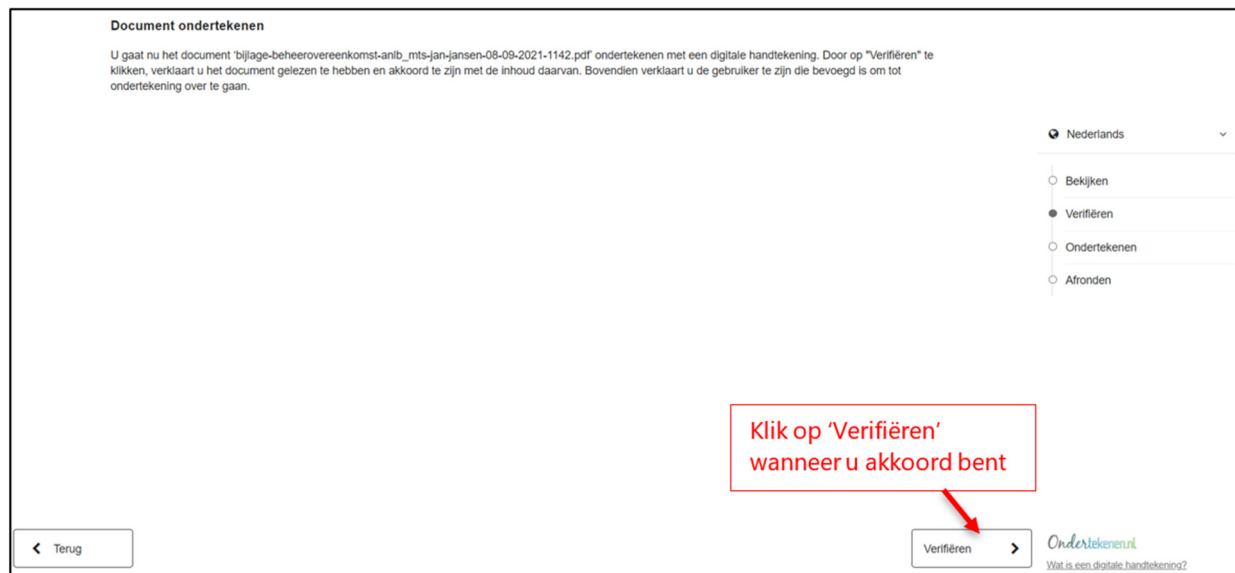 Document ondertekenen
U gaat nu het document 'bijlage-beheerovereenkomst-anlb_mts-jan-jansen-08-09-2021-1142.pdf' ondertekenen met een digitale handtekening. Door op "Verifiëren" te
klikken, verklaart u het document gelezen te hebben en akkoord te zijn met de inhoud daarvan. Bovendien verklaart u de gebruiker te zijn die bevoegd is om tot
ondertekening over te gaan.
Nederlands
Bekijken
Verifiëren
Ondertekenen
Afronden
Klik op ‘Verifiëren’
wanneer u akkoord bent
Terug
Verifiëren
Ondertekenen.nl
Wat is een digitale handtekening?